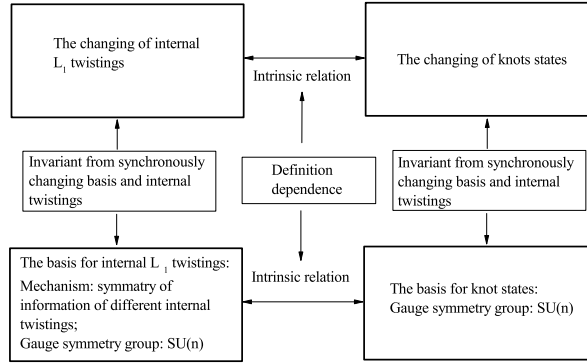 The changing of internal
L1 twistings
Intrinsic relation
The changing of knots states
Invariant from synchronously
changing basis and internal
twistings
Definition
dependence
Invariant from synchronously
changing basis and internal
twistings
The basis for internal L1 twistings:
Mechanism: symmatry of
information of different internal
twistings;
Gauge symmetry group: SU(n)
Intrinsic relation
The basis for knot states:
Gauge symmetry group: SU(n)